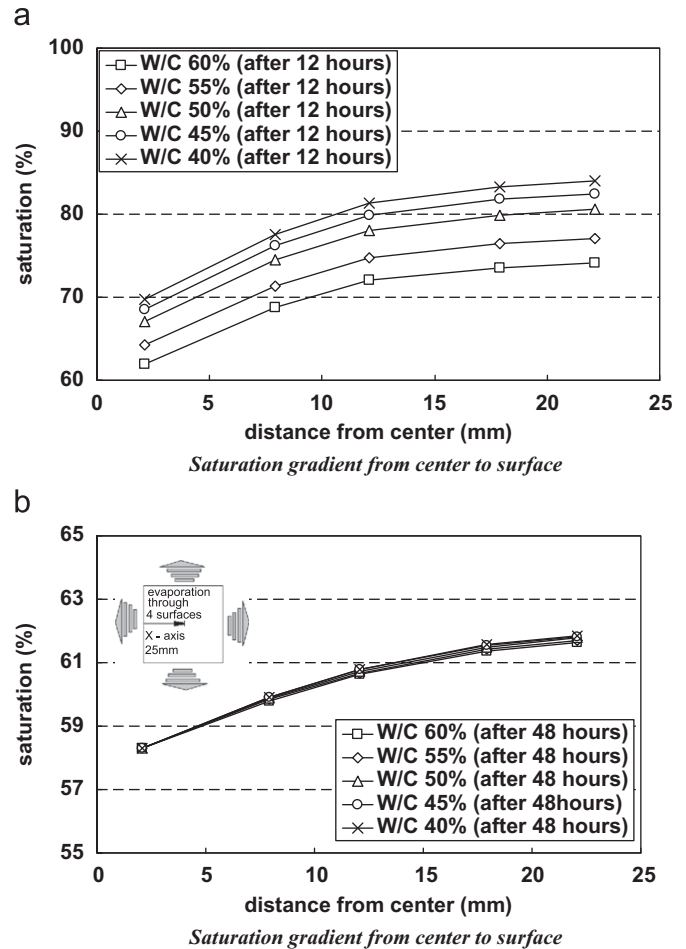 a
100
90
80
70
60
saturation (%)
W/C 60% (after 12 hours)
W/C 55% (after 12 hours)
W/C 50% (after 12 hours)
W/C 45% (after 12 hours)
W/C 40% (after 12 hours)
0 5 10 15 20 25
distance from center (mm)
Saturation gradient from center to surface
b
65
63
61
59
57
55
saturation (%)
evaporation
through
4 surfaces
X - axis
25mm
W/C 60% (after 48 hours)
W/C 55% (after 48 hours)
W/C 50% (after 48 hours)
W/C 45% (after 48hours)
W/C 40% (after 48 hours)
0 5 10 15 20 25
distance from center (mm)
Saturation gradient from center to surface